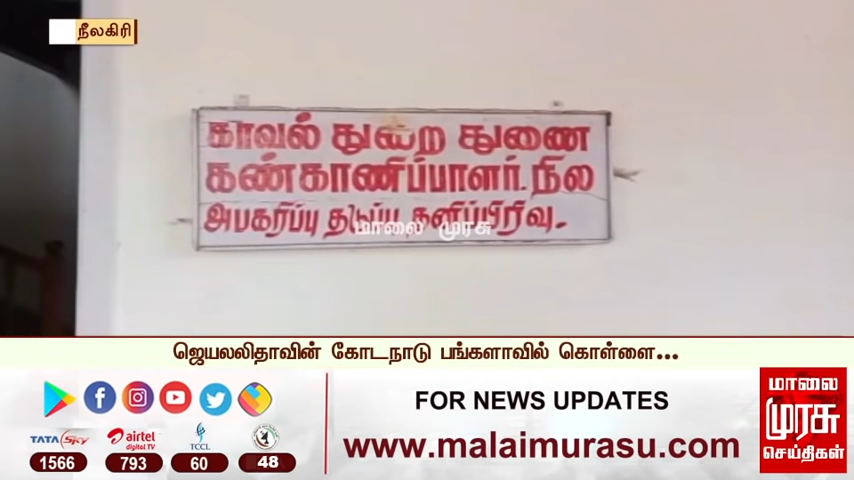 நீலகிரி
காவல் துறை துணை
கண்காணிப்பாளர். நில
அபகரிப்பு தடுப்பு தனிப்பிரிவு.
மாலை முரசு
ஜெயலலிதாவின் கோடநாடு பங்களாவில் கொள்ளை...
FOR NEWS UPDATES
www.malaimurasu.com
மாலை
முரசு
செய்திகள்
TATA SKY
1566
airtel
digital TV
793
TCCL
60
48